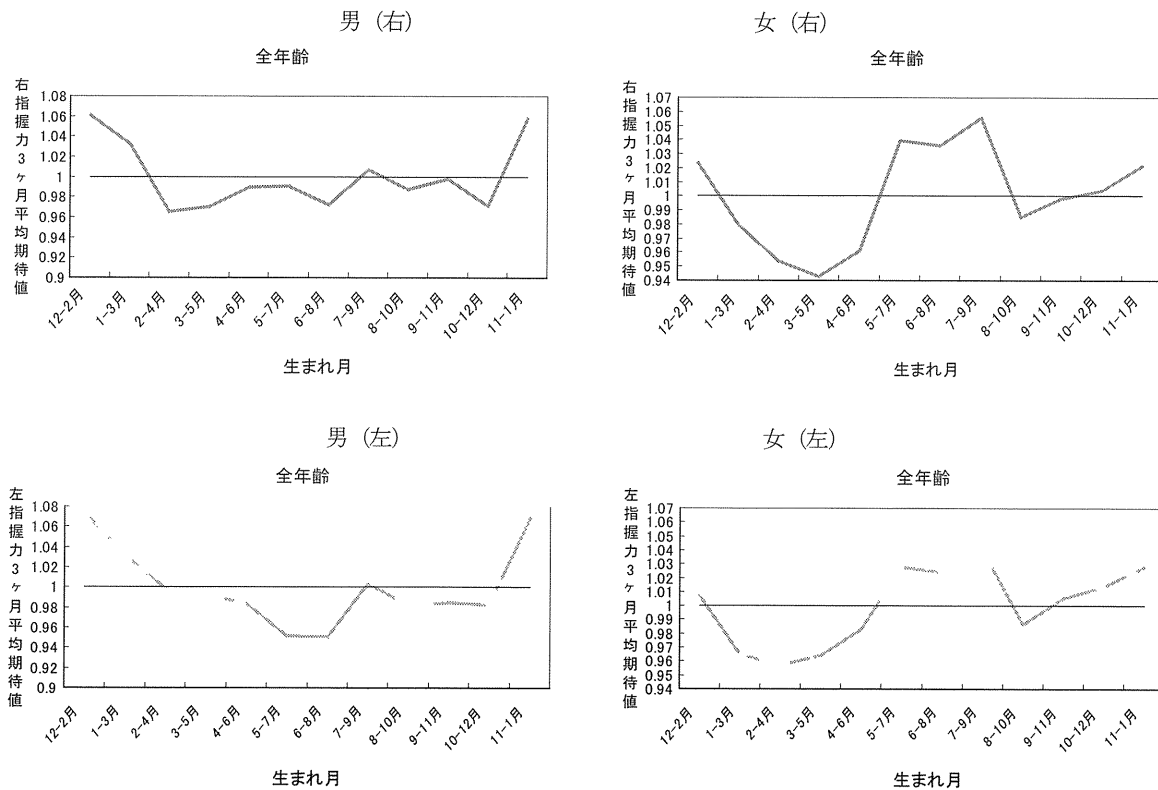 男 (右)
全年齢
右指握力3ヶ月平均期待値
1.08
1.06
1.04
1.02
1
0.98
0.96
0.94
0.92
0.9
12-2月
1-3月
2-4月
3-5月
4-6月
5-7月
6-8月
7-9月
8-10月
9-11月
10-12月
11-1月
生まれ月
女 (右)
全年齢
右指握力3ヶ月平均期待値
1.07
1.06
1.05
1.04
1.03
1.02
1.01
1
0.99
0.98
0.97
0.96
0.95
0.94
12-2月
1-3月
2-4月
3-5月
4-6月
5-7月
6-8月
7-9月
8-10月
9-11月
10-12月
11-1月
生まれ月
男 (左)
全年齢
左指握力3ヶ月平均期待値
1.08
1.06
1.04
1.02
1
0.98
0.96
0.94
0.92
0.9
12-2月
1-3月
2-4月
3-5月
4-6月
5-7月
6-8月
7-9月
8-10月
9-11月
10-12月
11-1月
生まれ月
女 (左)
全年齢
左指握力3ヶ月平均期待値
1.07
1.06
1.05
1.04
1.03
1.02
1.01
1
0.99
0.98
0.97
0.96
0.95
0.94
12-2月
1-3月
2-4月
3-5月
4-6月
5-7月
6-8月
7-9月
8-10月
9-11月
10-12月
11-1月
生まれ月